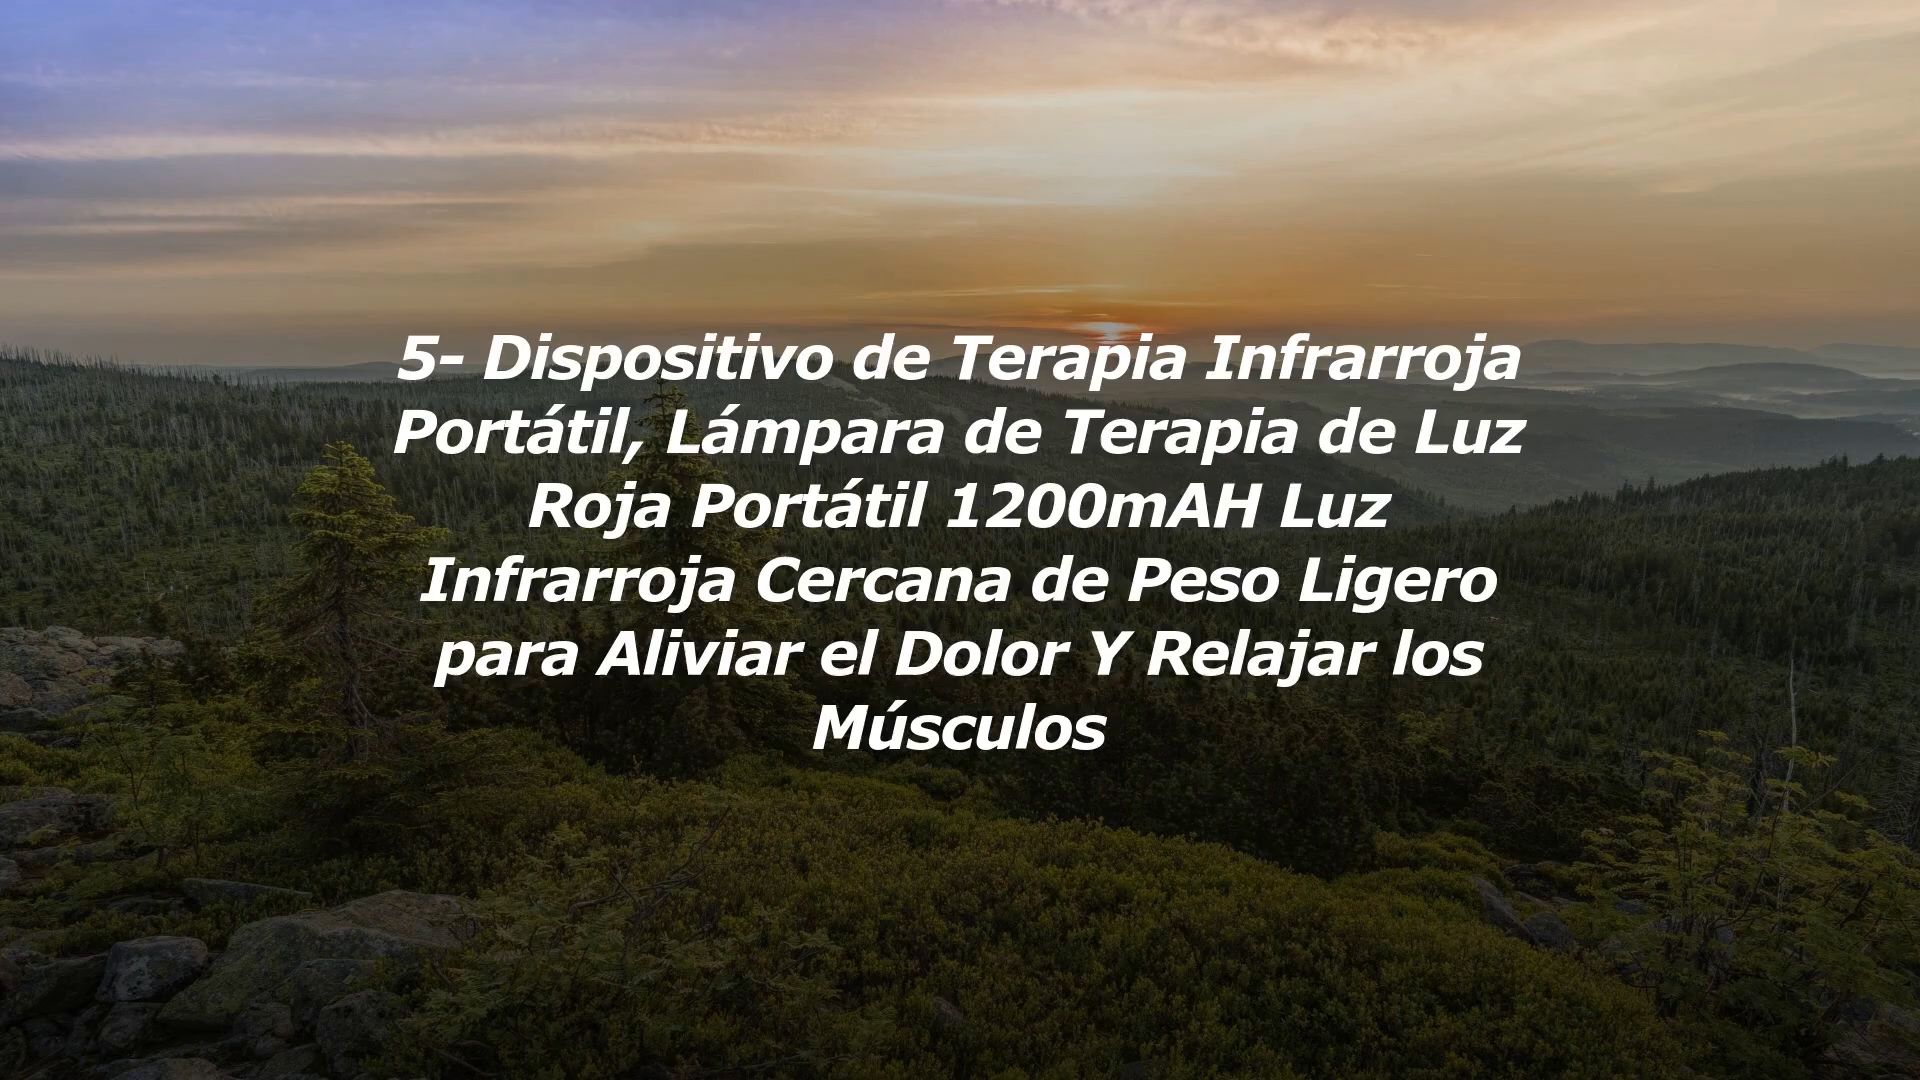 5- Dispositivo de Terapia Infrarroja
Portátil, Lámpara de Terapia de Luz
Roja Portátil 1200mAH Luz
Infrarroja Cercana de Peso Ligero
para Aliviar el Dolor Y Relajar los
Músculos